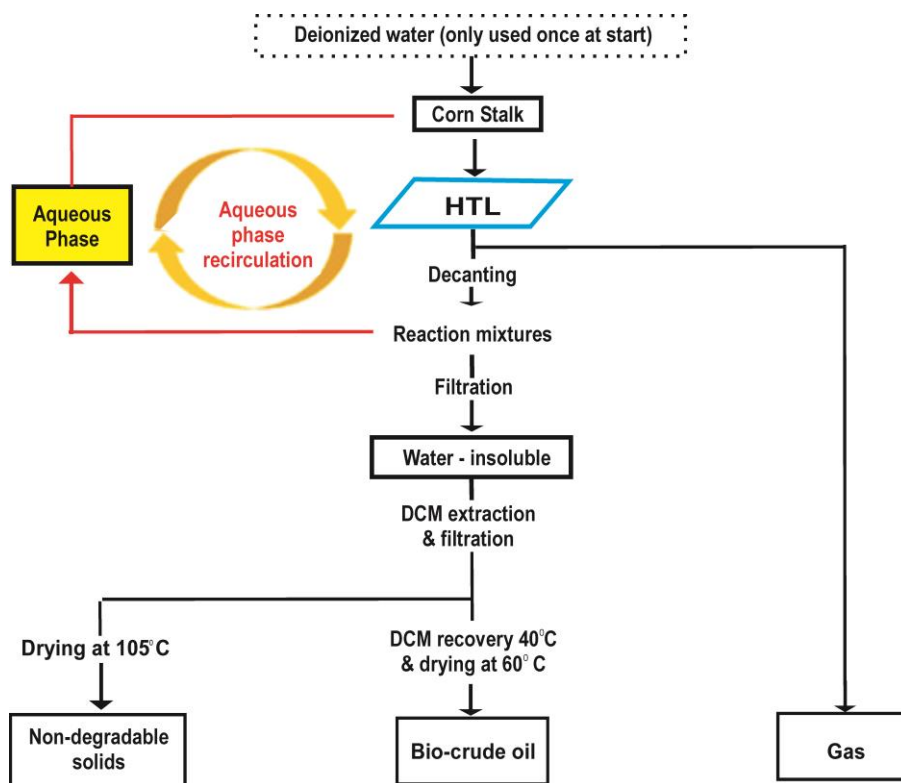 Deionized water (only used once at start)
Corn Stalk
HTL
Aqueous
Phase
Aqueous
phase
recirculation
Decanting
Reaction mixtures
Filtration
Water - insoluble
DCM extraction
& filtration
Drying at 105°C
DCM recovery 40°C
& drying at 60° C
Non-degradable
solids
Bio-crude oil
Gas